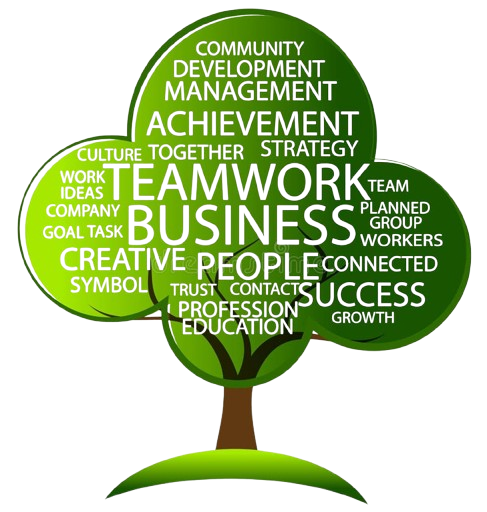 COMMUNITY
DEVELOPMENT
MANAGEMENT
ACHIEVEMENT
CULTURE TOGETHER STRATEGY
WORK TEAMWORK TEAM
IDEAS
COMPANY BUSINESS PLANNED
GROUP
GOAL TASK WORKERS
CREATIVE PEOPLE CONNECTED
SYMBOL TRUST CONTACT SUCCESS
PROFESSION GROWTH
EDUCATION